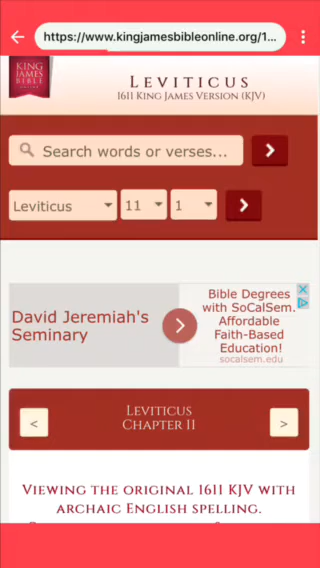 https://www.kingjamesbibleonline.org/1...
KING
JAMES
BIBLE
ONLINE
LEVITICUS
1611 KING JAMES VERSION (KJV)
Search words or verses...
Leviticus 11 1
David Jeremiah's
Seminary
Bible Degrees
with SoCalSem.
Affordable
Faith-Based
Education!
socalsem.edu
< LEVITICUS >
CHAPTER 11
VIEWING THE ORIGINAL 1611 KJV WITH
ARCHAIC ENGLISH SPELLING.